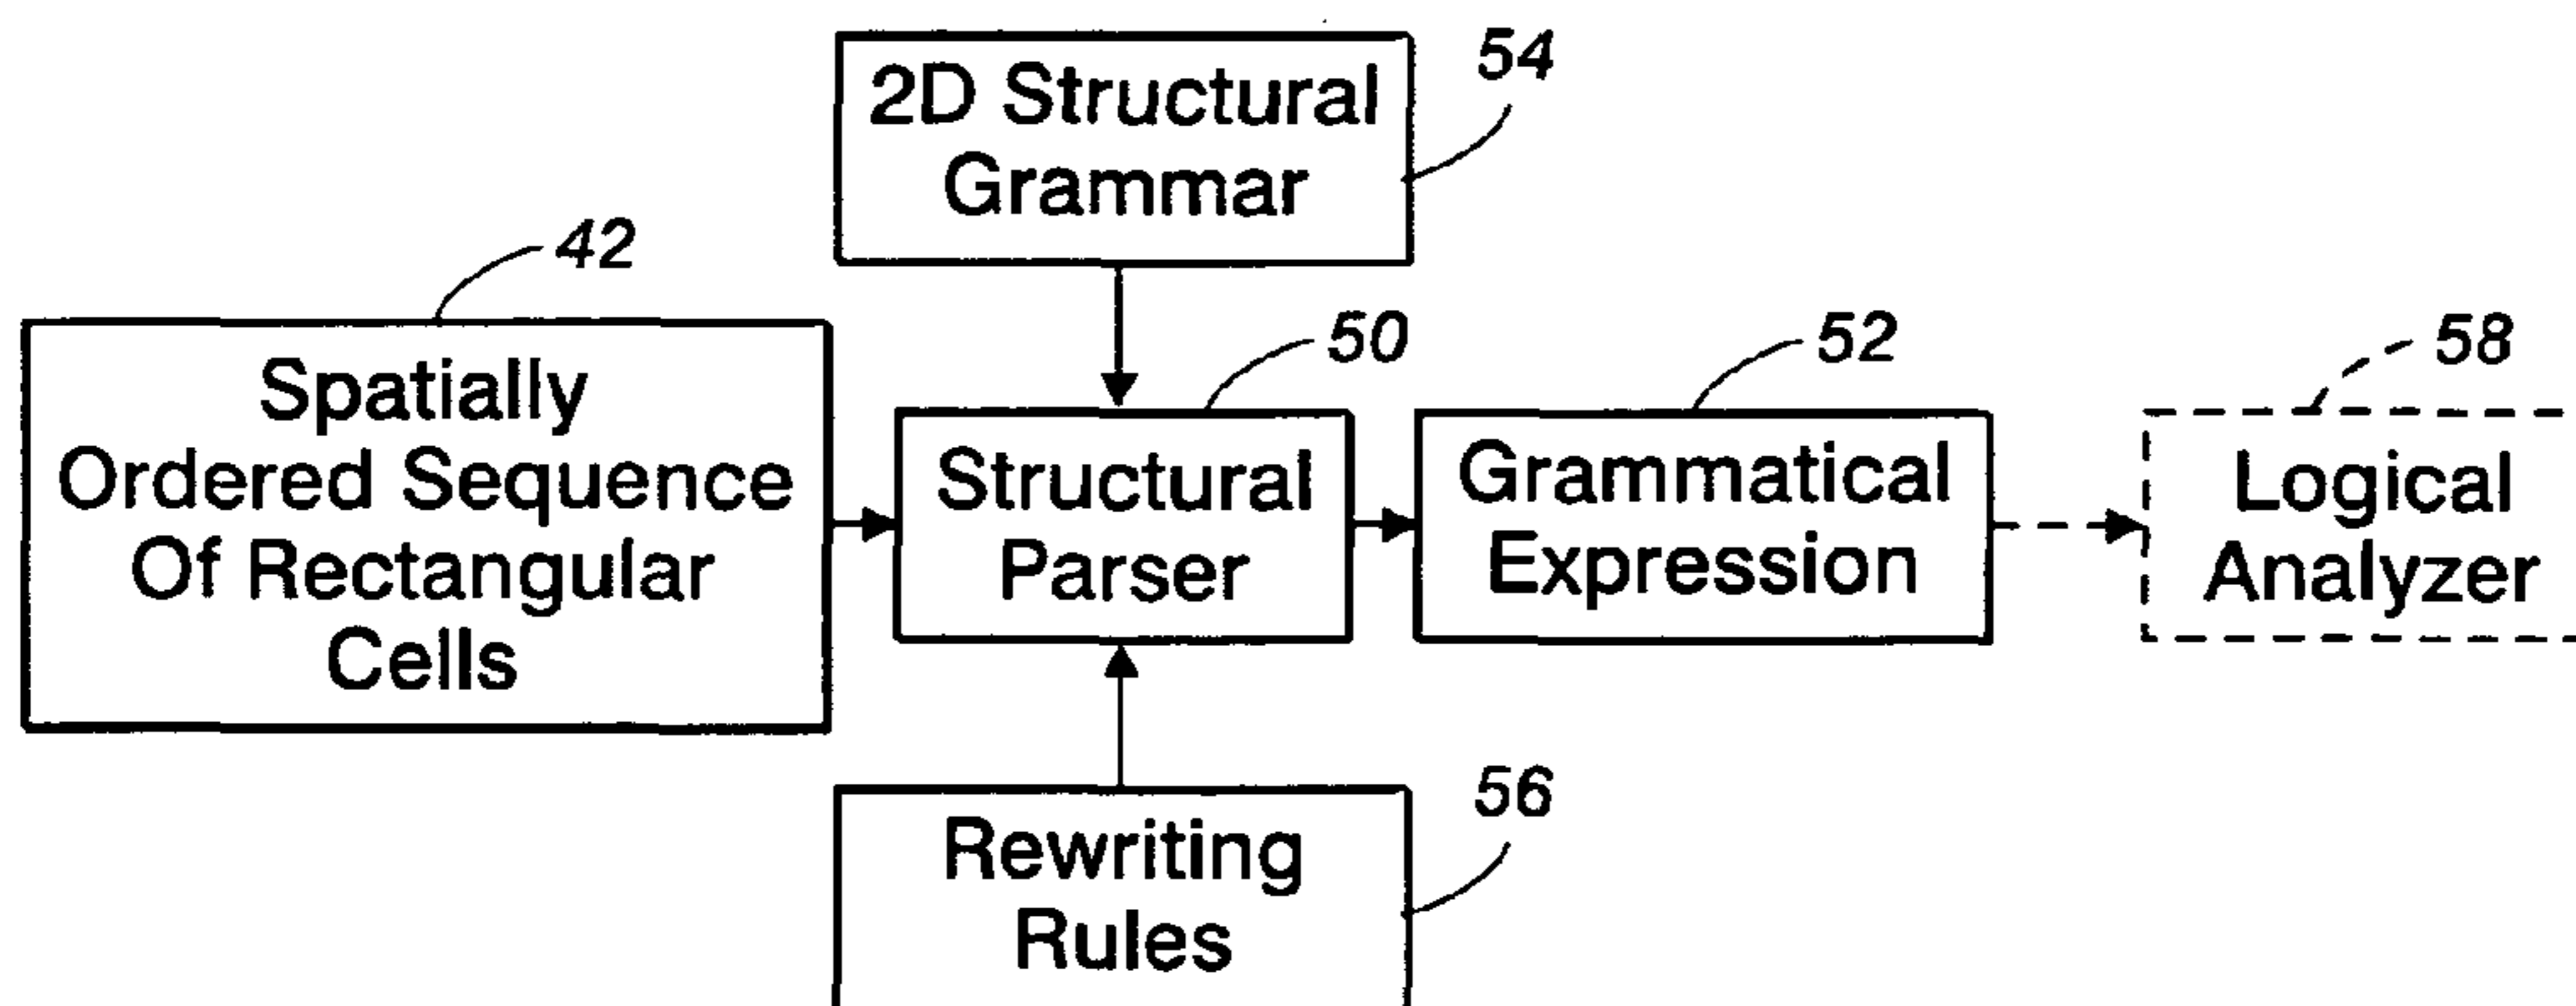 2D Structural
Grammar
54
42
Spatially
Ordered Sequence
Of Rectangular
Cells
50
Structural
Parser
52
Grammatical
Expression
58
Logical
Analyzer
56
Rewriting
Rules